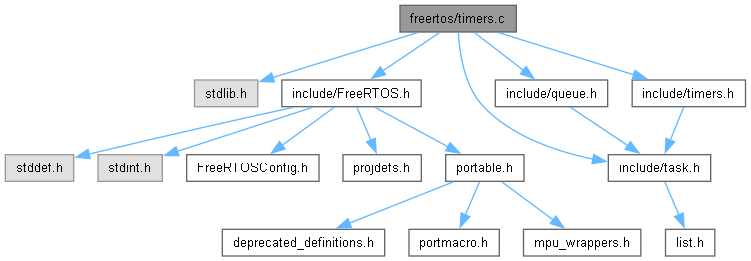 freertos/timers.c
stdlib.h
include/FreeRTOS.h
include/queue.h
include/timers.h
stddef.h
stdint.h
FreeRTOSConfig.h
projdefs.h
portable.h
include/task.h
deprecated_definitions.h
portmacro.h
mpu_wrappers.h
list.h